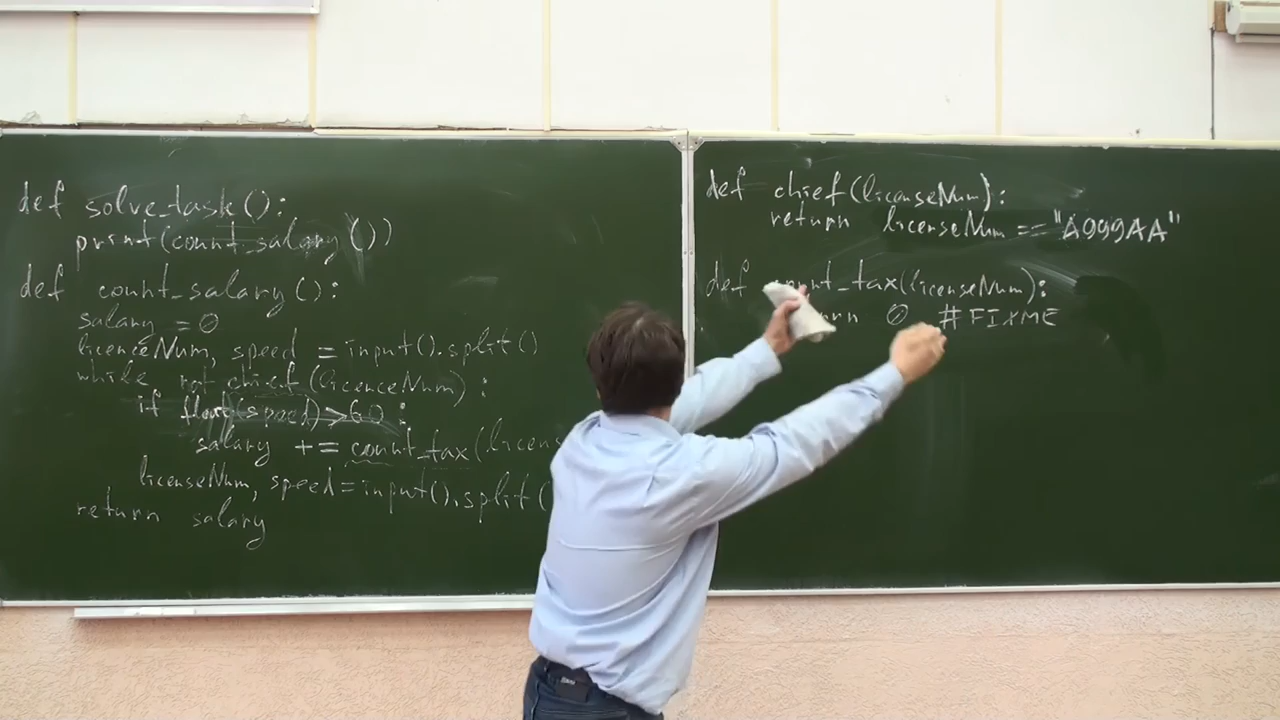 def solve_task():
print(count_salary())
def count_salary():
salary = 0
licenceNum, speed = input().split()
while not chief(licenceNum):
if float(speed)>60:
salary += count_tax(licens
licenseNum, speed=input().split(
return salary
def chief(licenseNum):
return licenseNum == "A999AA"
def _tax(licenseNum):
0 #FIXME